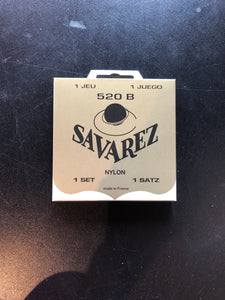 1 JEU 1 JUEGO
520 B
SAVAREZ
NYLON
1 SET 1 SATZ
made in France